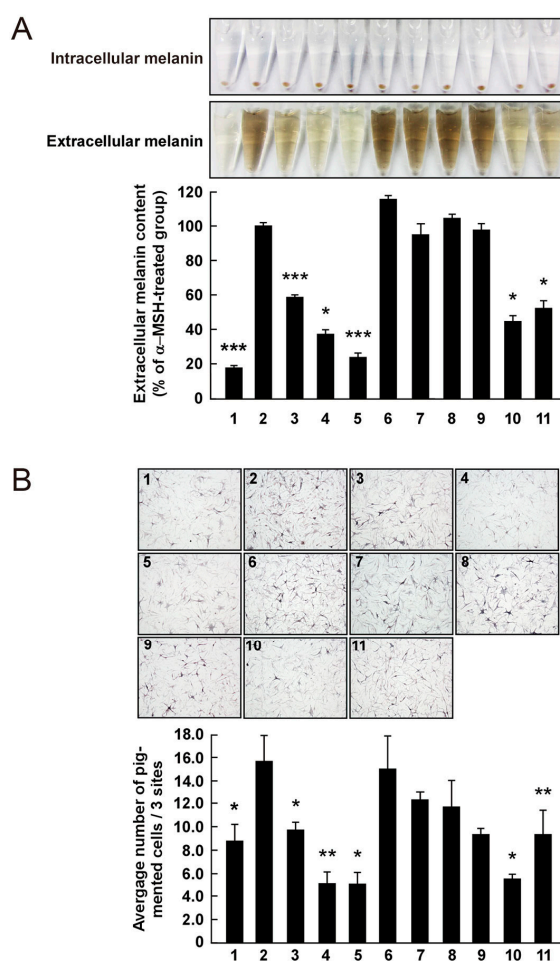 A
Intracellular melanin
Extracellular melanin
Extracellular melanin content
(% of α–MSH-treated group)
120
100
80
60
40
20
0
***
***
*
***
*
*
1 2 3 4 5 6 7 8 9 10 11
B
1 2 3 4
5 6 7 8
9 10 11
Avergage number of pig-
mented cells / 3 sites
18.0
16.0
14.0
12.0
10.0
8.0
6.0
4.0
2.0
0
*
*
**
*
*
**
1 2 3 4 5 6 7 8 9 10 11